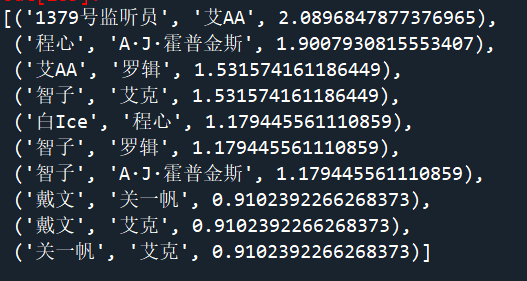 [('1379号监听员', '艾AA', 2.0896847877376965),
('程心', 'A·J·霍普金斯', 1.9007930815553407),
('艾AA', '罗辑', 1.531574161186449),
('智子', '艾克', 1.531574161186449),
('白Ice', '程心', 1.179445561110859),
('智子', '罗辑', 1.179445561110859),
('智子', 'A·J·霍普金斯', 1.179445561110859),
('戴文', '关一帆', 0.9102392266268373),
('戴文', '艾克', 0.9102392266268373),
('关一帆', '艾克', 0.9102392266268373)]